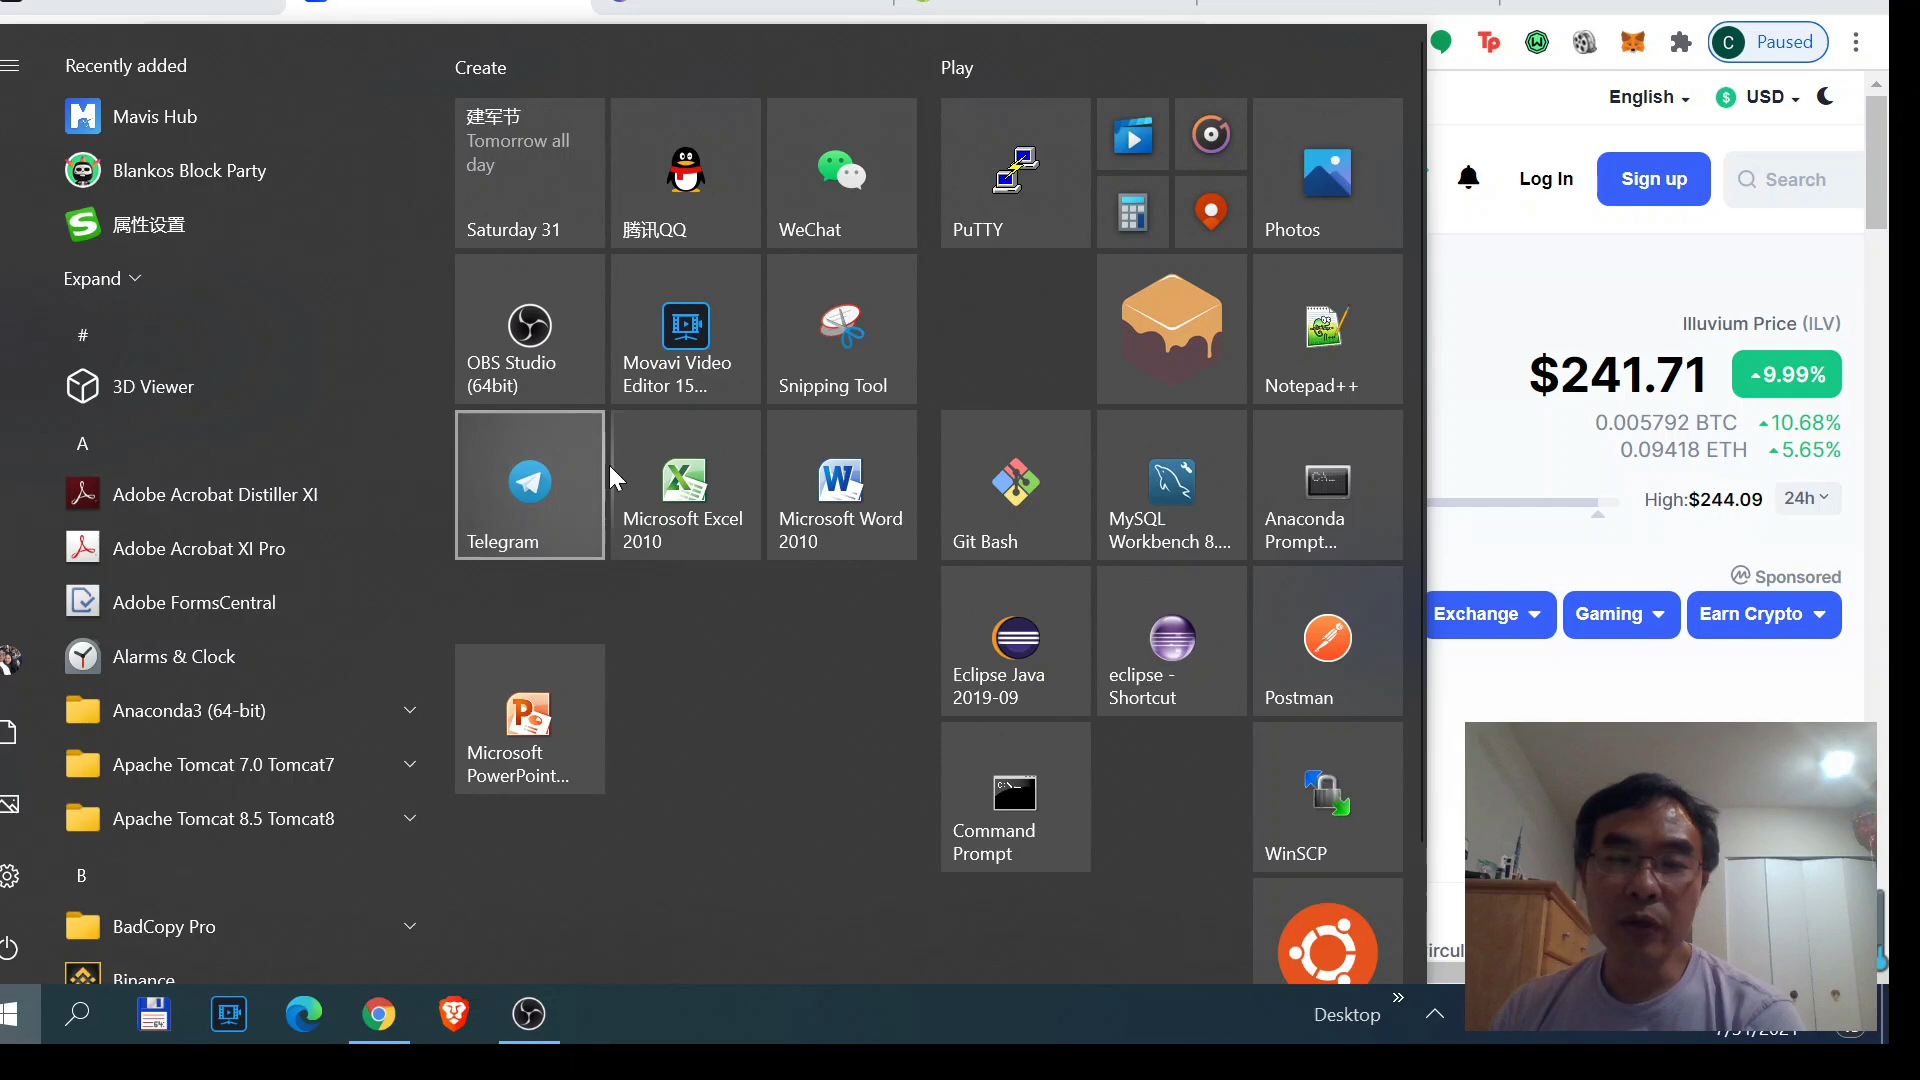 Tp
C
Paused
Recently added
Mavis Hub
Blankos Block Party
属性设置
Expand
#
3D Viewer
A
Adobe Acrobat Distiller XI
Adobe Acrobat XI Pro
Adobe FormsCentral
Alarms & Clock
Anaconda3 (64-bit)
Apache Tomcat 7.0 Tomcat7
Apache Tomcat 8.5 Tomcat8
B
BadCopy Pro
Binance
Create
建军节
Tomorrow all
day
Saturday 31
腾讯QQ
WeChat
OBS Studio
(64bit)
Movavi Video
Editor 15...
Snipping Tool
Telegram
Microsoft Excel
2010
Microsoft Word
2010
Microsoft
PowerPoint...
Play
PuTTY
Photos
Notepad++
Git Bash
MySQL
Workbench 8....
Anaconda
Prompt...
Eclipse Java
2019-09
eclipse -
Shortcut
Postman
Command
Prompt
WinSCP
English
USD
Log In
Sign up
Search
Illuvium Price (ILV)
$241.71
9.99%
0.005792 BTC
10.68%
0.09418 ETH
5.65%
High:$244.09
24h
Sponsored
Exchange
Gaming
Earn Crypto
Desktop